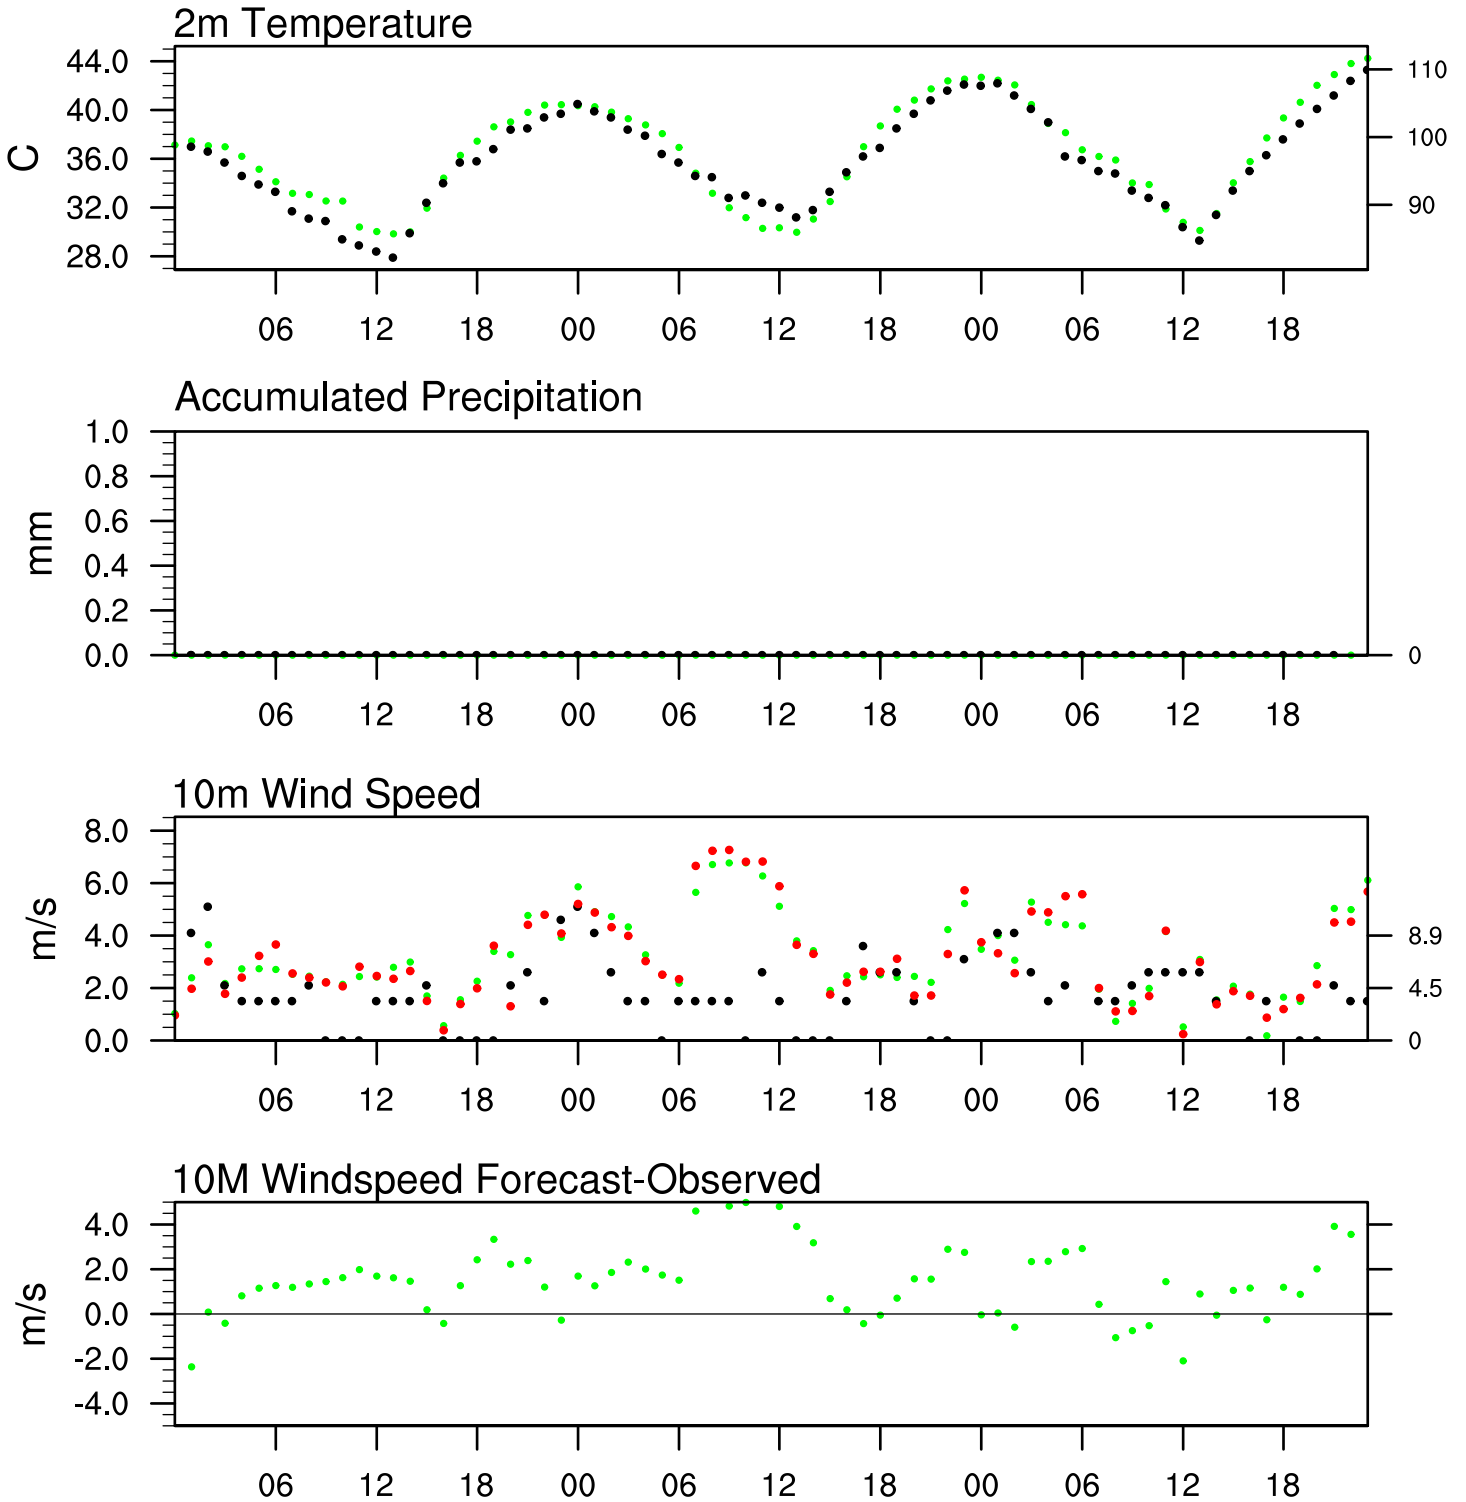 2m Temperature
44.0
40.0
36.0
32.0
28.0
C
110
100
90
06 12 18 00 06 12 18 00 06 12 18
Accumulated Precipitation
1.0
0.8
0.6
0.4
0.2
0.0
mm
0
06 12 18 00 06 12 18 00 06 12 18
10m Wind Speed
8.0
6.0
4.0
2.0
0.0
m/s
8.9
4.5
0
06 12 18 00 06 12 18 00 06 12 18
10M Windspeed Forecast-Observed
4.0
2.0
0.0
-2.0
-4.0
m/s
06 12 18 00 06 12 18 00 06 12 18